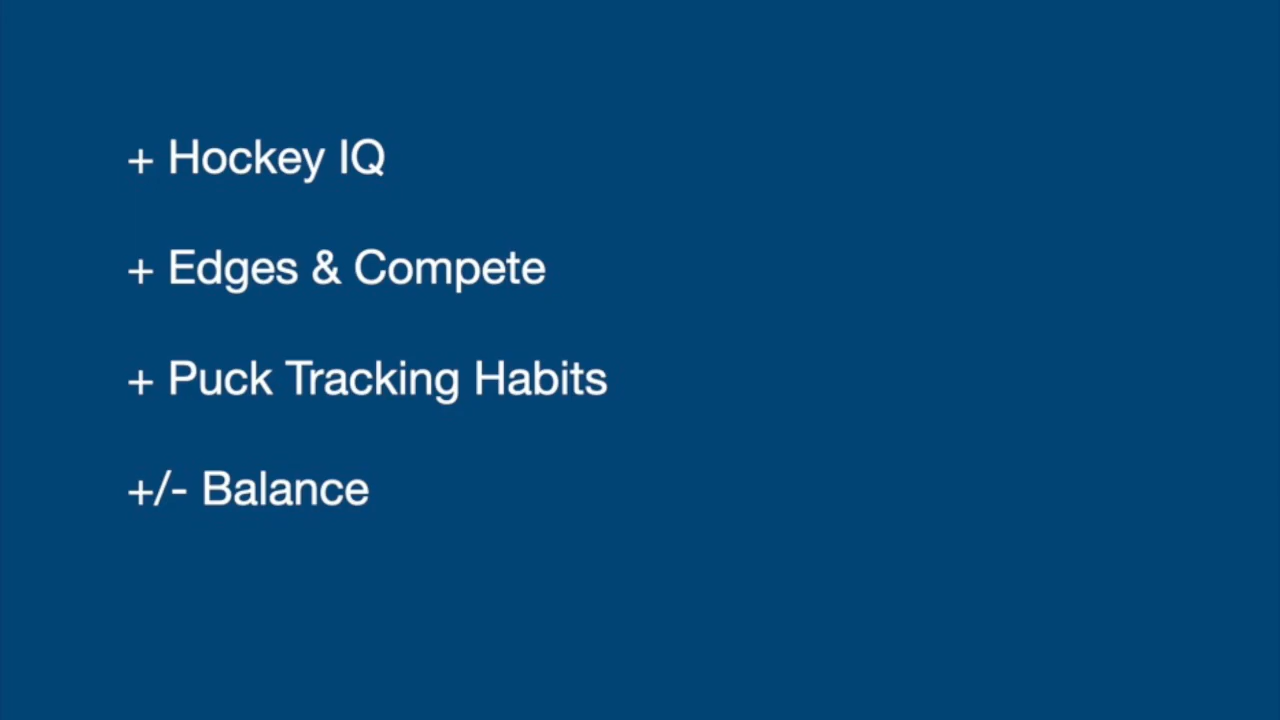 + Hockey IQ
+ Edges & Compete
+ Puck Tracking Habits
+/- Balance